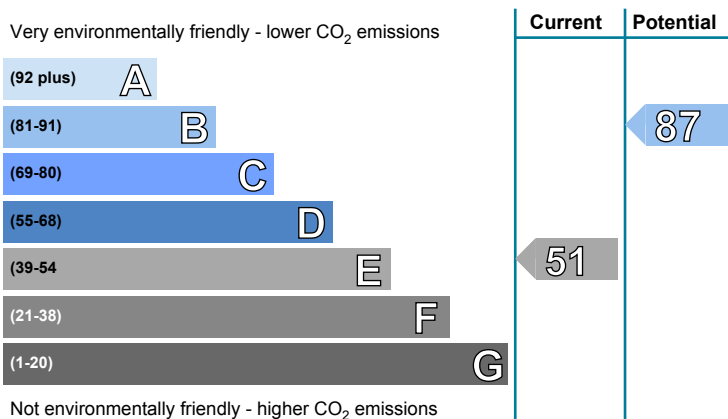 Current Potential
Very environmentally friendly - lower CO₂ emissions
(92 plus) A
(81-91) B 87
(69-80) C
(55-68) D
(39-54 E 51
(21-38) F
(1-20) G
Not environmentally friendly - higher CO₂ emissions